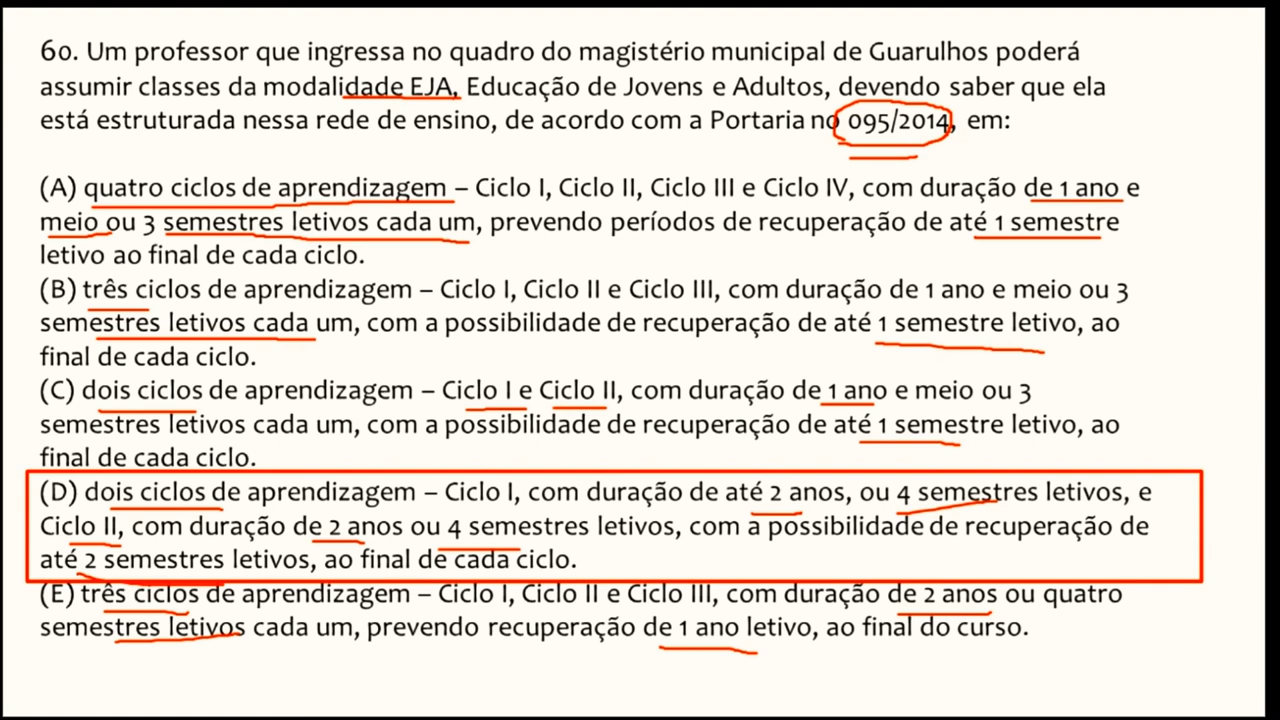 60. Um professor que ingressa no quadro do magistério municipal de Guarulhos poderá
assumir classes da modalidade EJA, Educação de Jovens e Adultos, devendo saber que ela
está estruturada nessa rede de ensino, de acordo com a Portaria no 095/2014, em:
(A) quatro ciclos de aprendizagem – Ciclo I, Ciclo II, Ciclo III e Ciclo IV, com duração de 1 ano e
meio ou 3 semestres letivos cada um, prevendo períodos de recuperação de até 1 semestre
letivo ao final de cada ciclo.
(B) três ciclos de aprendizagem – Ciclo I, Ciclo II e Ciclo III, com duração de 1 ano e meio ou 3
semestres letivos cada um, com a possibilidade de recuperação de até 1 semestre letivo, ao
final de cada ciclo.
(C) dois ciclos de aprendizagem – Ciclo I e Ciclo II, com duração de 1 ano e meio ou 3
semestres letivos cada um, com a possibilidade de recuperação de até 1 semestre letivo, ao
final de cada ciclo.
(D) dois ciclos de aprendizagem – Ciclo I, com duração de até 2 anos, ou 4 semestres letivos, e
Ciclo II, com duração de 2 anos ou 4 semestres letivos, com a possibilidade de recuperação de
até 2 semestres letivos, ao final de cada ciclo.
(E) três ciclos de aprendizagem – Ciclo I, Ciclo II e Ciclo III, com duração de 2 anos ou quatro
semestres letivos cada um, prevendo recuperação de 1 ano letivo, ao final do curso.